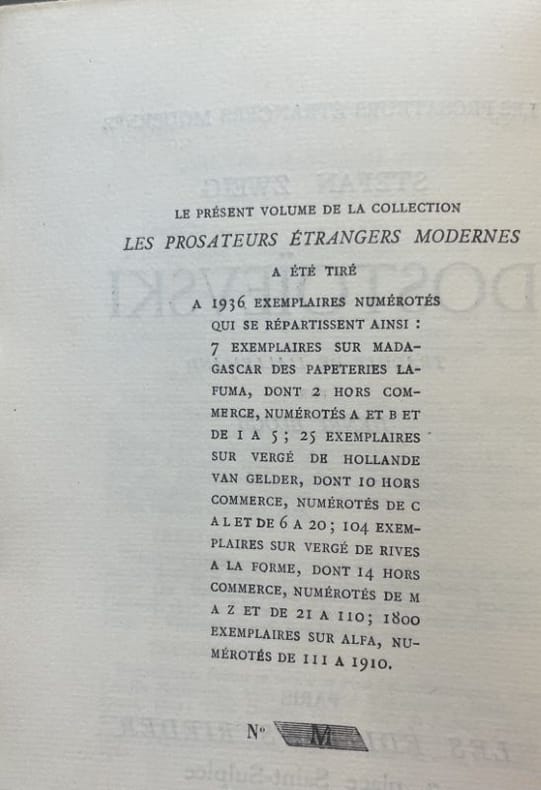 LE PRÉSENT VOLUME DE LA COLLECTION
LES PROSATEURS ÉTRANGERS MODERNES
A ÉTÉ TIRÉ
A 1936 EXEMPLAIRES NUMÉROTÉS
QUI SE RÉPARTISSENT AINSI :
7 EXEMPLAIRES SUR MADA-
GASCAR DES PAPETERIES LA-
FUMA, DONT 2 HORS COM-
MERCE, NUMÉROTÉS A ET B ET
DE 1 A 5 ; 25 EXEMPLAIRES
SUR VERGÉ DE HOLLANDE
VAN GELDER, DONT 10 HORS
COMMERCE, NUMÉROTÉS DE C
A L ET DE 6 A 20 ; 104 EXEM-
PLAIRES SUR VERGÉ DE RIVES
A LA FORME, DONT 14 HORS
COMMERCE, NUMÉROTÉS DE M
A Z ET DE 21 A 110 ; 1800
EXEMPLAIRES SUR ALFA, NU-
MÉROTÉS DE 111 A 1910.
Nº M